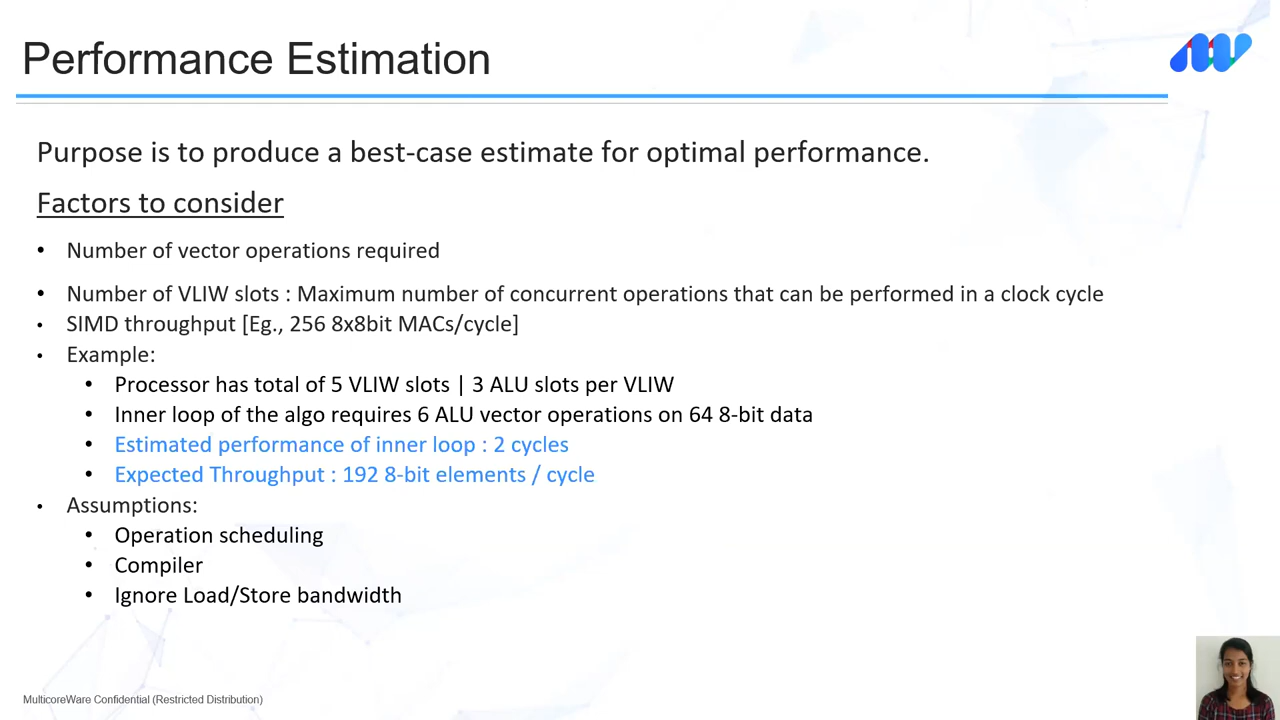 Performance Estimation
Purpose is to produce a best-case estimate for optimal performance.
Factors to consider
• Number of vector operations required
• Number of VLIW slots : Maximum number of concurrent operations that can be performed in a clock cycle
• SIMD throughput [Eg., 256 8x8bit MACs/cycle]
• Example:
• Processor has total of 5 VLIW slots | 3 ALU slots per VLIW
• Inner loop of the algo requires 6 ALU vector operations on 64 8-bit data
• Estimated performance of inner loop : 2 cycles
• Expected Throughput : 192 8-bit elements / cycle
• Assumptions:
• Operation scheduling
• Compiler
• Ignore Load/Store bandwidth
MulticoreWare Confidential (Restricted Distribution)